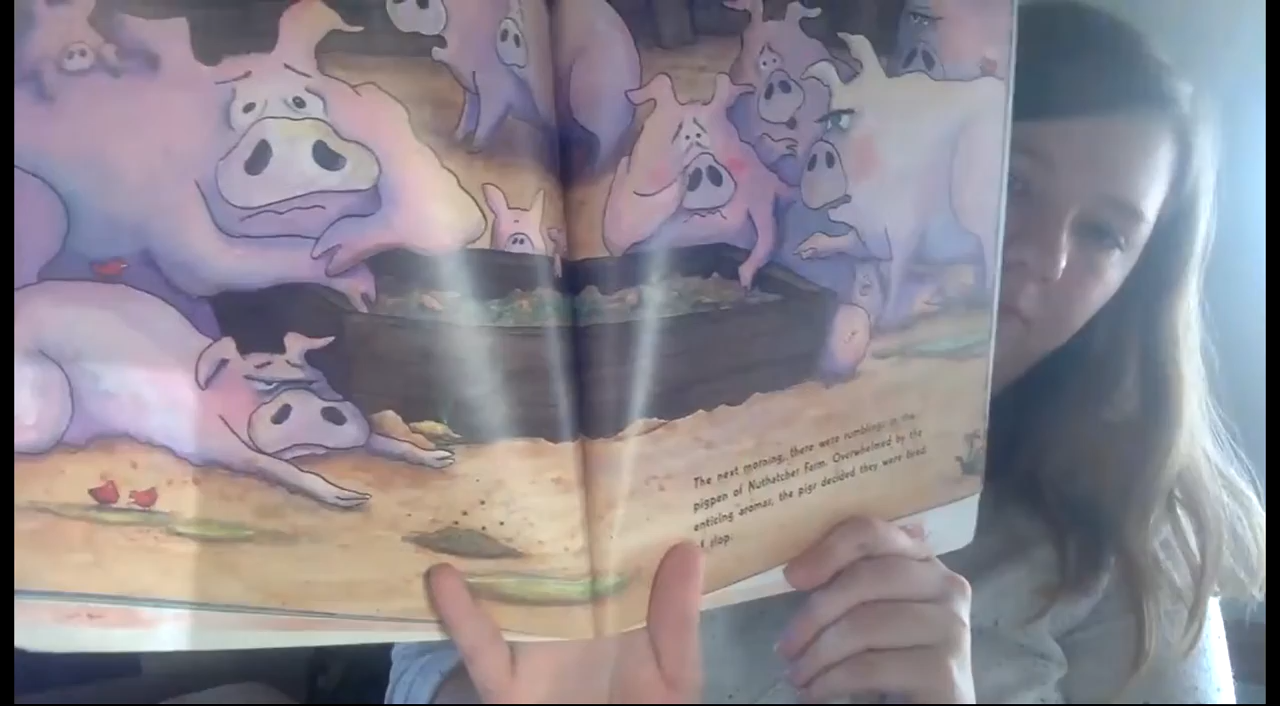 The next morning, there were rumblings in the
pigpen of Nuthatcher Farm. Overwhelmed by the
enticing aromas, the pigs decided they were tired
slop.